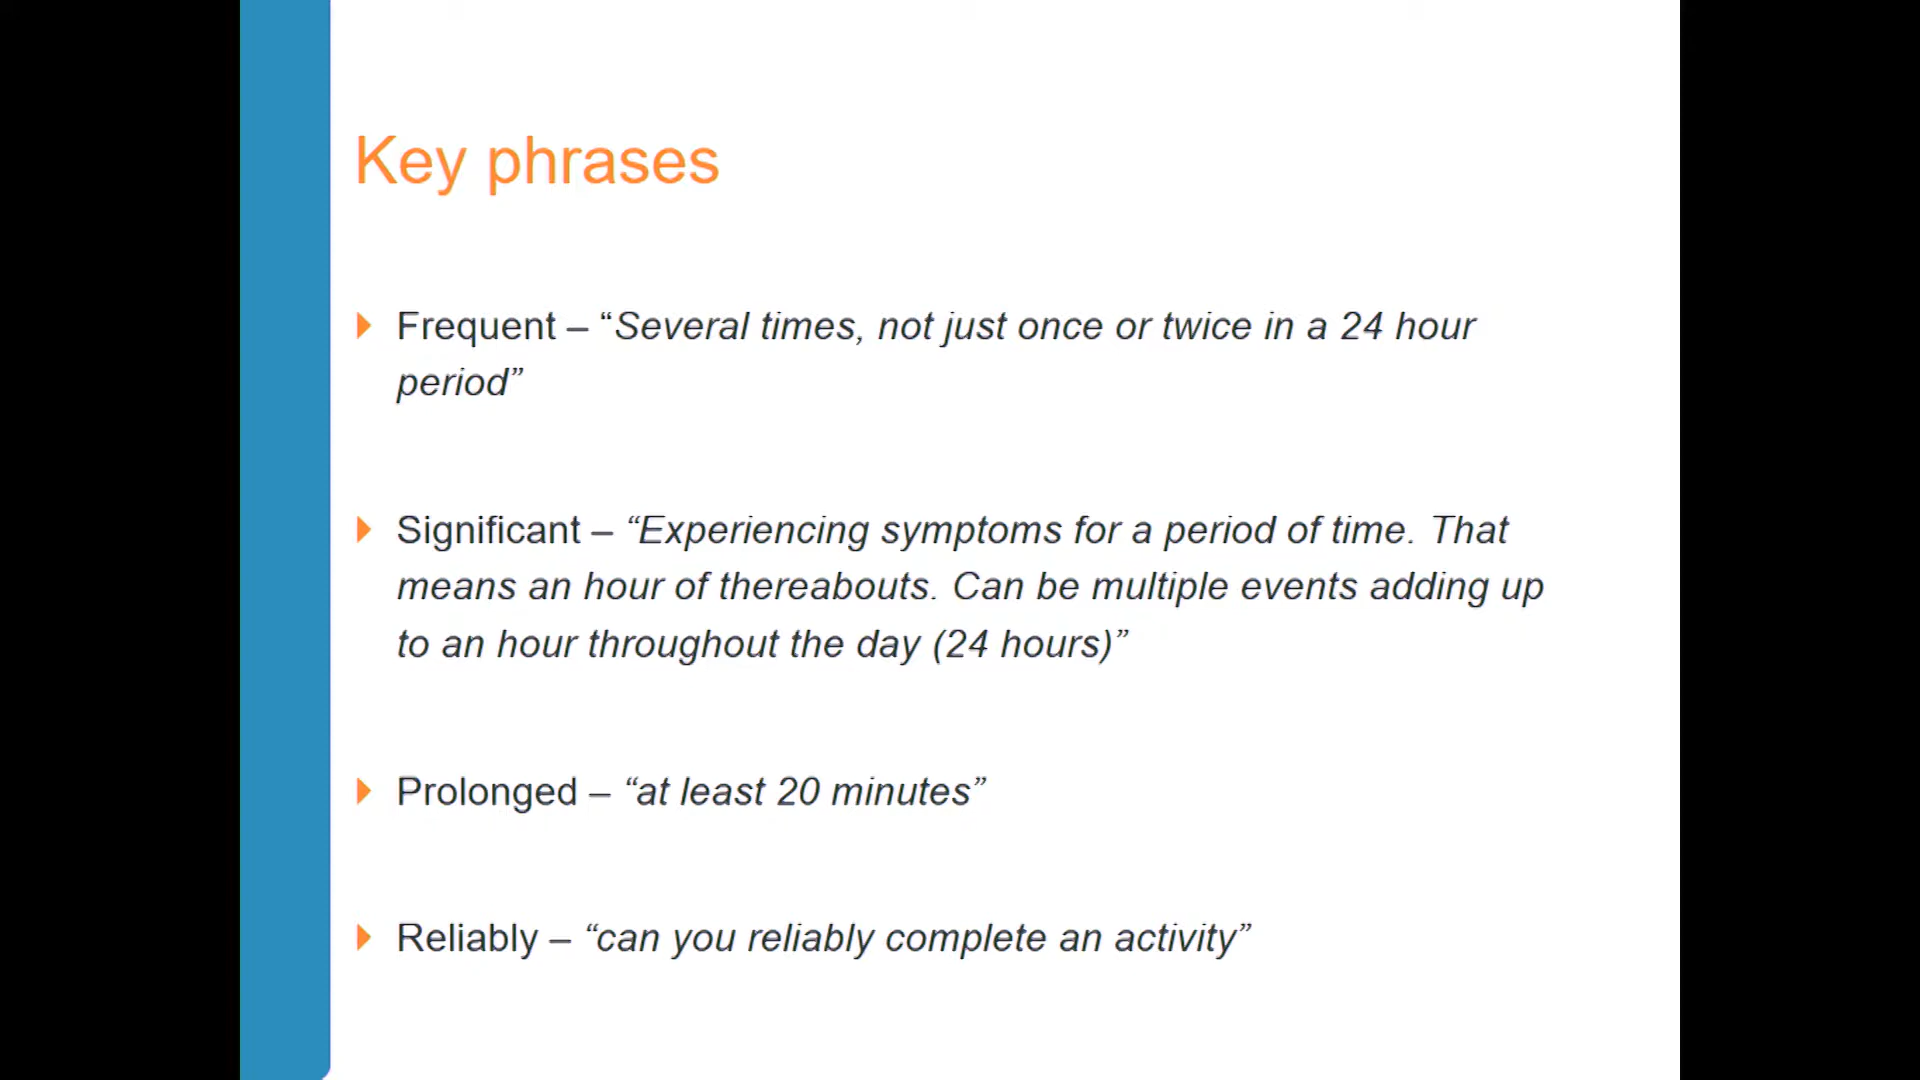 Key phrases
Frequent – “Several times, not just once or twice in a 24 hour
period”
Significant – “Experiencing symptoms for a period of time. That
means an hour of thereabouts. Can be multiple events adding up
to an hour throughout the day (24 hours)”
Prolonged – “at least 20 minutes”
Reliably – “can you reliably complete an activity”